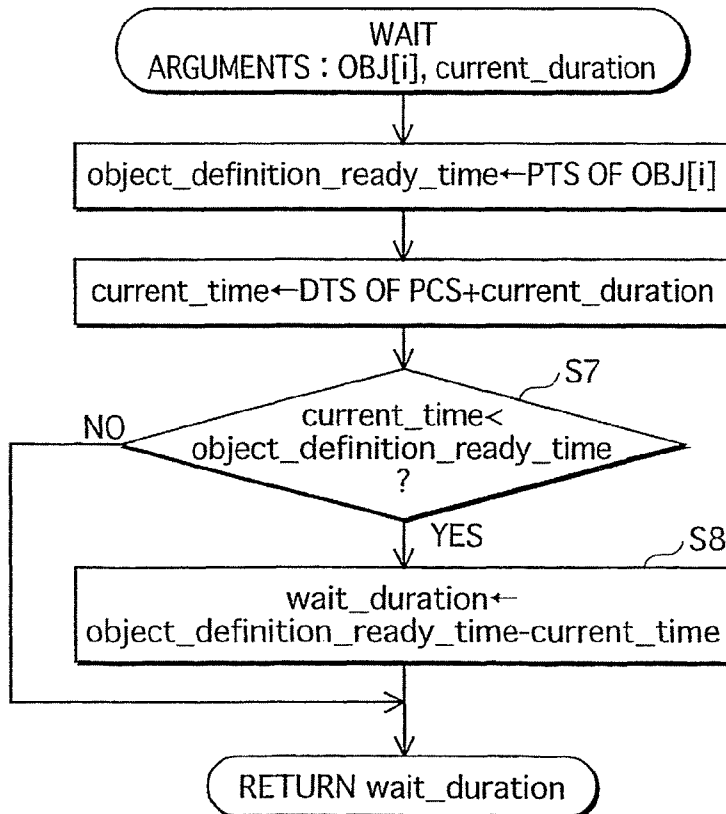 WAIT
ARGUMENTS : OBJ[i], current_duration
object_definition_ready_time←PTS OF OBJ[i]
current_time←DTS OF PCS+current_duration
S7
current_time<
object_definition_ready_time
?
NO
YES
S8
wait_duration←
object_definition_ready_time-current_time
RETURN wait_duration